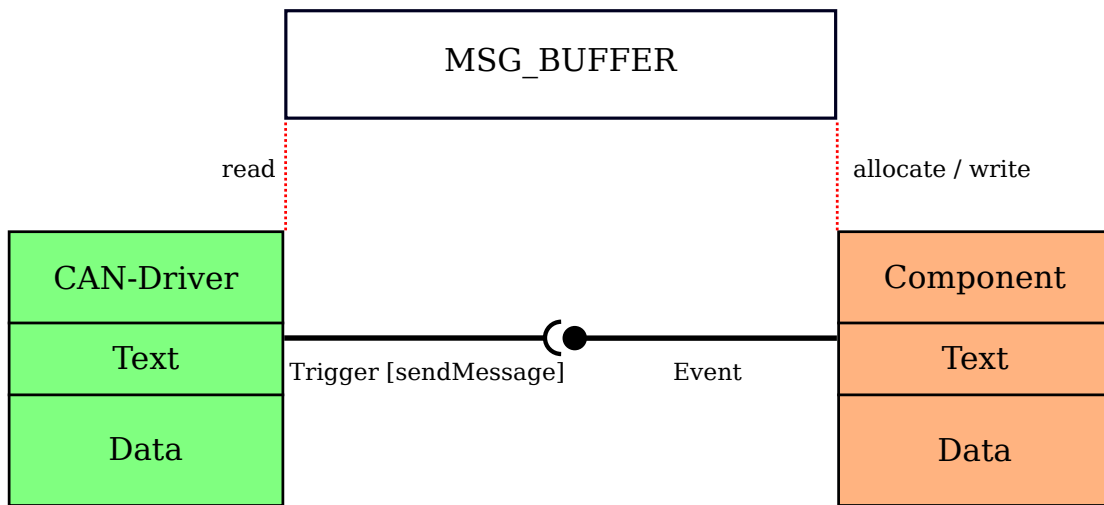 MSG_BUFFER
read
allocate / write
CAN-Driver
Component
Text
Text
Trigger [sendMessage]
Event
Data
Data